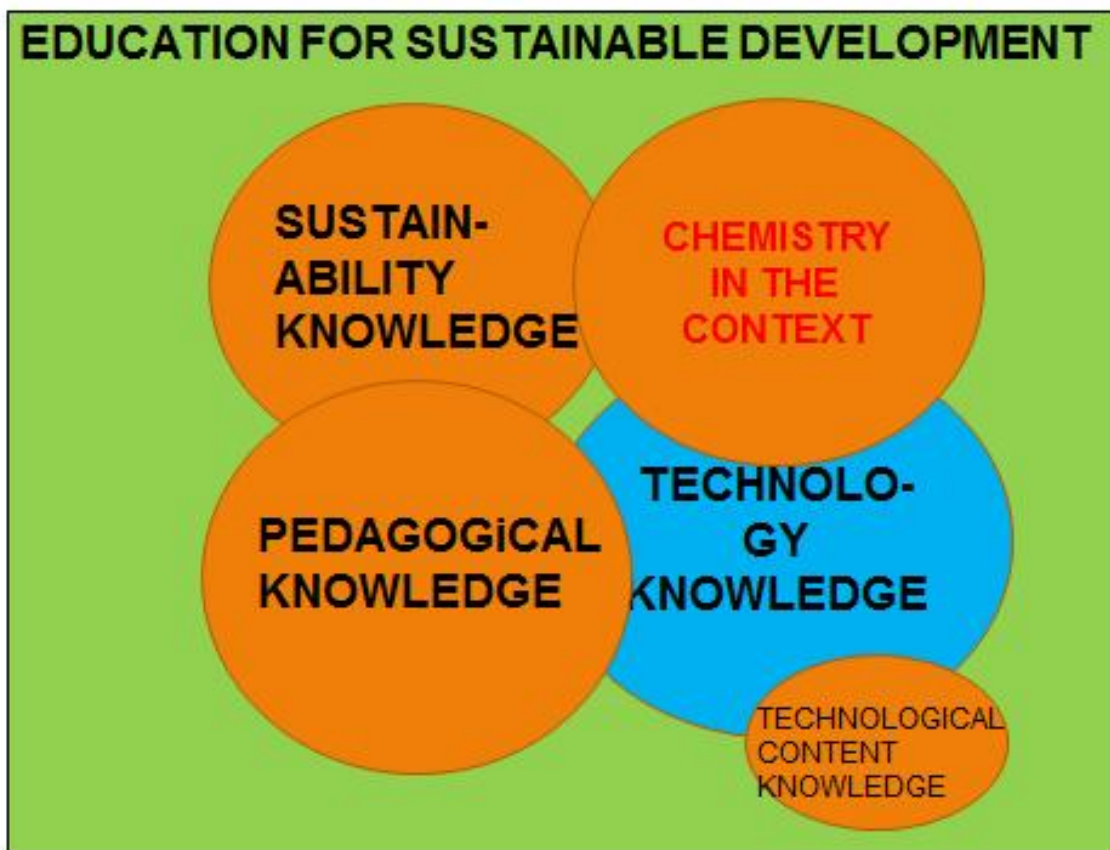 EDUCATION FOR SUSTAINABLE DEVELOPMENT
SUSTAIN-
ABILITY
KNOWLEDGE
CHEMISTRY
IN THE
CONTEXT
PEDAGOGiCAL
KNOWLEDGE
TECHNOLO-
GY
KNOWLEDGE
TECHNOLOGICAL
CONTENT
KNOWLEDGE